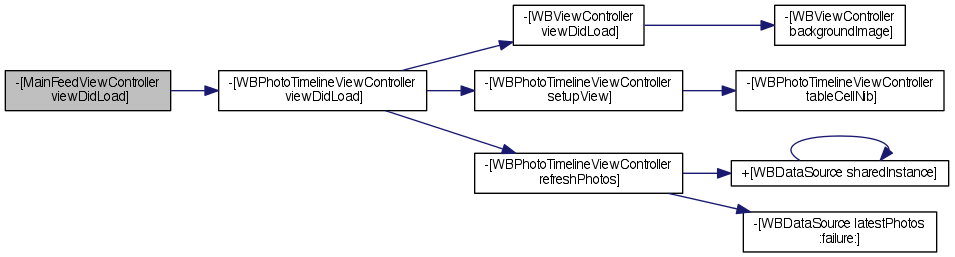 -[MainFeedViewController
viewDidLoad]
-[WBPhotoTimelineViewController
viewDidLoad]
-[WBViewController
viewDidLoad]
-[WBViewController
backgroundImage]
-[WBPhotoTimelineViewController
setupView]
-[WBPhotoTimelineViewController
tableCellNib]
-[WBPhotoTimelineViewController
refreshPhotos]
+[WBDataSource sharedInstance]
-[WBDataSource latestPhotos
:failure:]